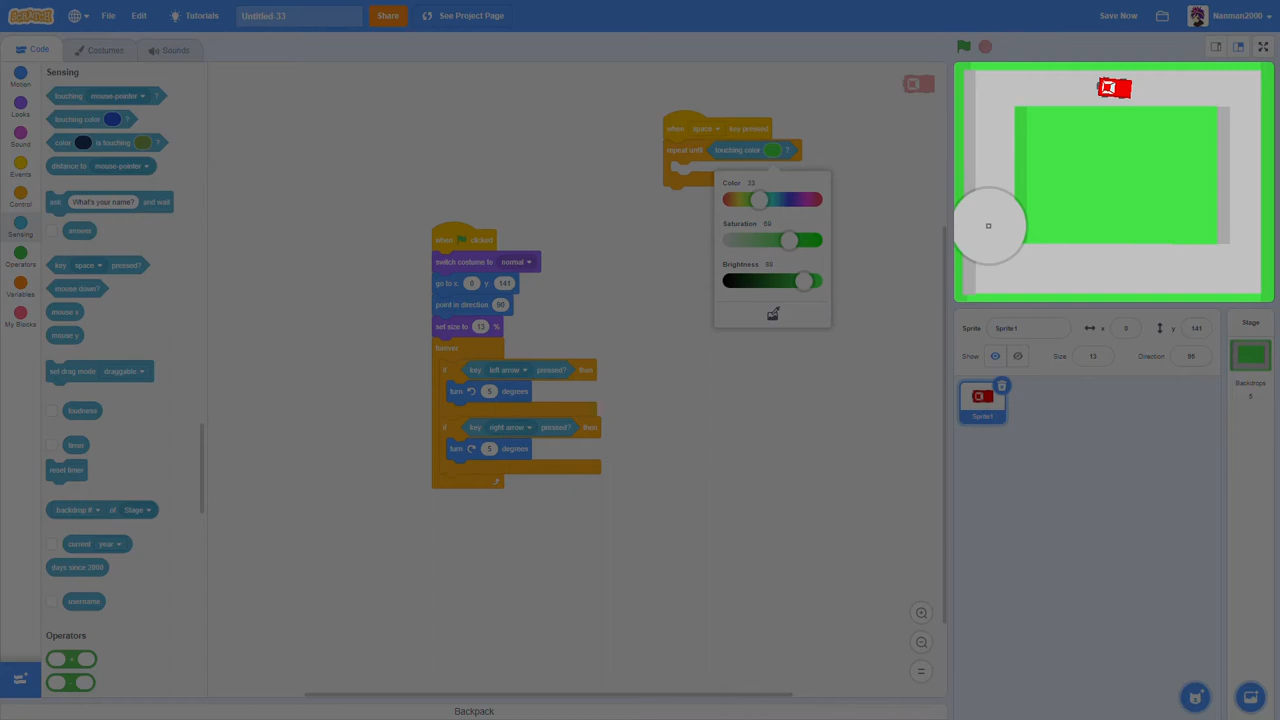 SCRATCH
File
Edit
Tutorials
Untitled-33
Share
See Project Page
Save Now
Nanman2000
Code
Costumes
Sounds
Motion
Looks
Sound
Events
Control
Sensing
Operators
Variables
My Blocks
Sensing
touching mouse-pointer ?
touching color ?
color is touching ?
distance to mouse-pointer
ask What's your name? and wait
answer
key space pressed?
mouse down?
mouse x
mouse y
set drag mode draggable
loudness
timer
reset timer
backdrop # of Stage
current year
days since 2000
username
Operators
+
-
when space key pressed
repeat until touching color ?
Color 33
Saturation 69
Brightness 88
when clicked
switch costume to normal
go to x: 0 y: 141
point in direction 90
set size to 13 %
forever
if key left arrow pressed? then
turn 5 degrees
if key right arrow pressed? then
turn 5 degrees
Backpack
Sprite Sprite1 x 0 y 141
Show Size 13 Direction 95
Sprite1
Stage
Backdrops
5